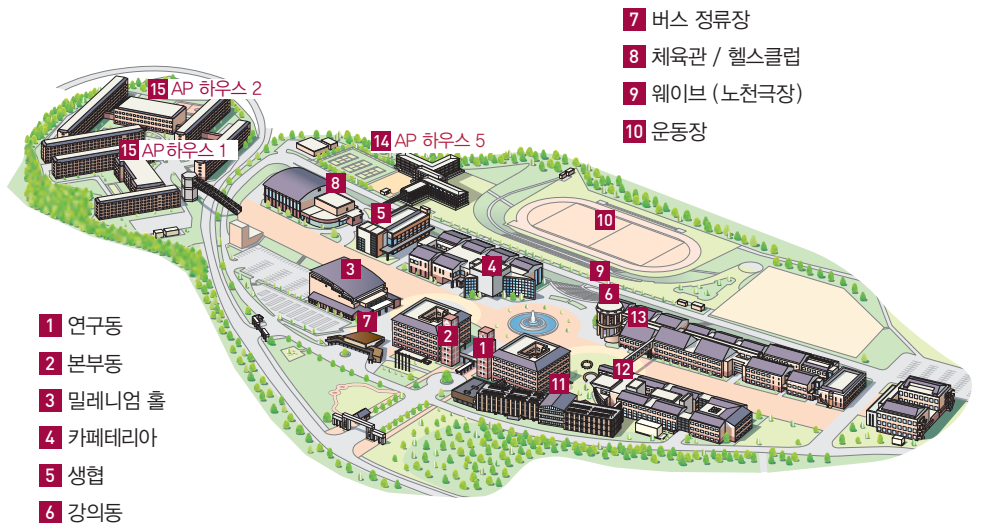 7 버스 정류장
8 체육관 / 헬스클럽
9 웨이브 (노천극장)
10 운동장
15 AP 하우스 2
15 AP하우스 1
14 AP 하우스 5
8
5
10
4
9
3
6
13
7
2
1
12
11
1 연구동
2 본부동
3 밀레니엄 홀
4 카페테리아
5 생협
6 강의동